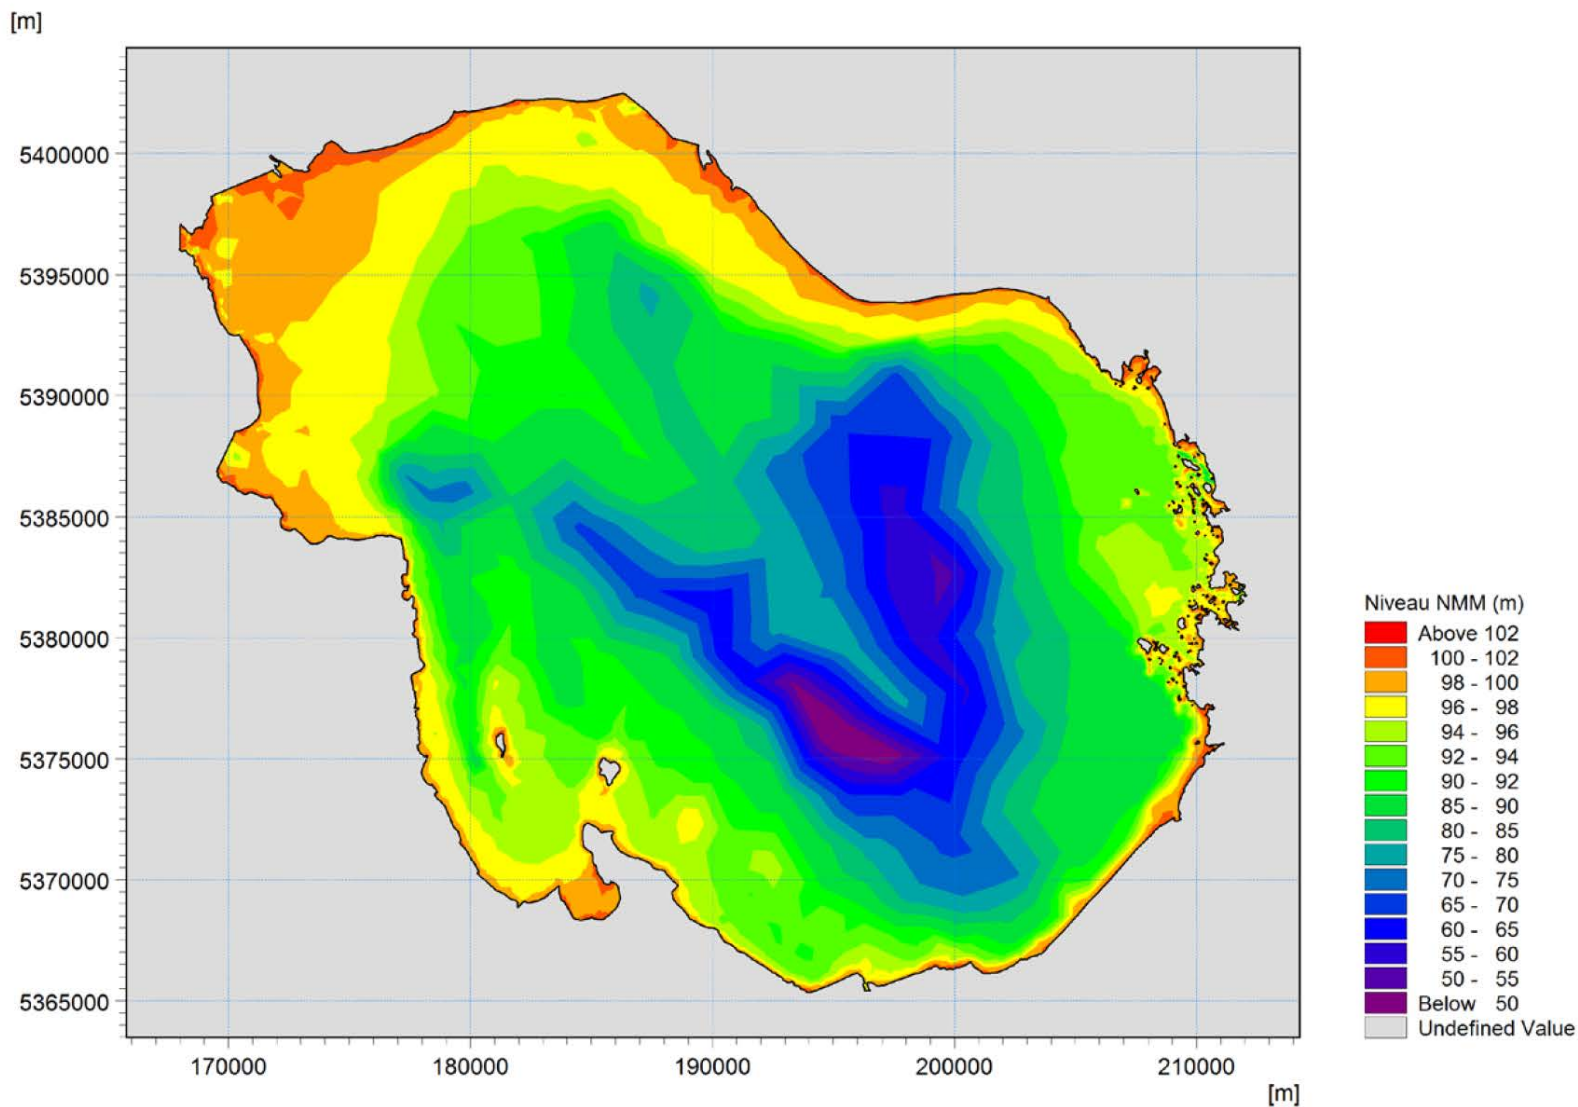 [m]
5400000
5395000
5390000
5385000
5380000
5375000
5370000
5365000
170000 180000 190000 200000 210000
[m]
Niveau NMM (m)
Above 102
100 - 102
98 - 100
96 - 98
94 - 96
92 - 94
90 - 92
85 - 90
80 - 85
75 - 80
70 - 75
65 - 70
60 - 65
55 - 60
50 - 55
Below 50
Undefined Value